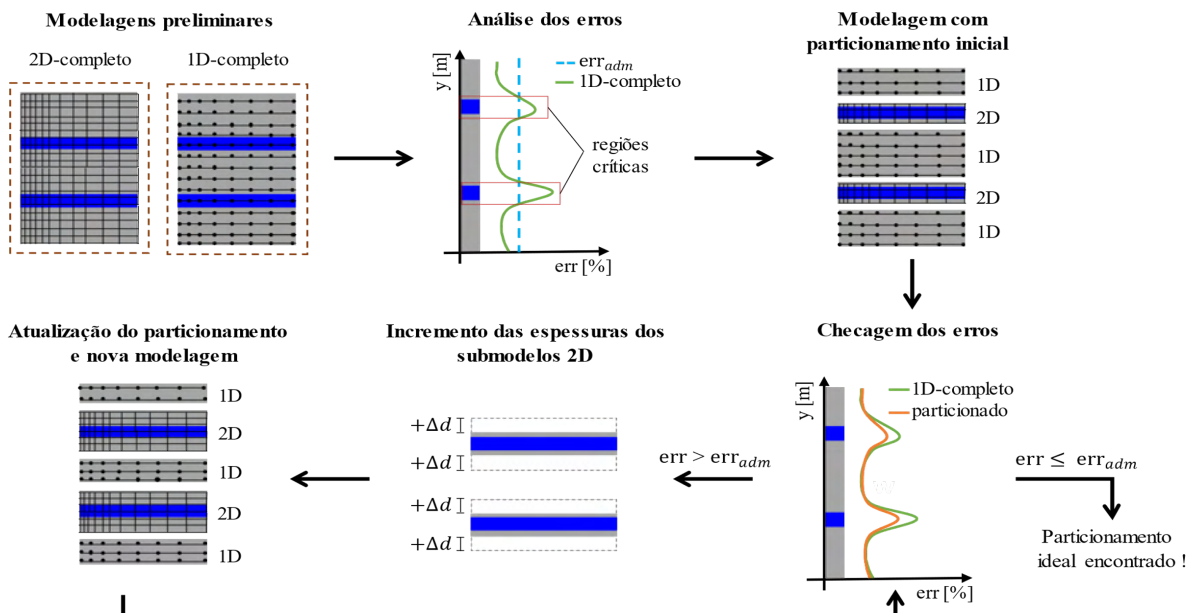 Modelagens preliminares
2D-completo
1D-completo
Análise dos erros
y [m]
err_adm
1D-completo
regiões
críticas
err [%]
Modelagem com
particionamento inicial
1D
2D
1D
2D
1D
Checagem dos erros
y [m]
1D-completo
particionado
err [%]
err ≤ err_adm
Particionamento
ideal encontrado !
err > err_adm
Incremento das espessuras dos
submodelos 2D
+Δd
+Δd
+Δd
+Δd
Atualização do particionamento
e nova modelagem
1D
2D
1D
2D
1D